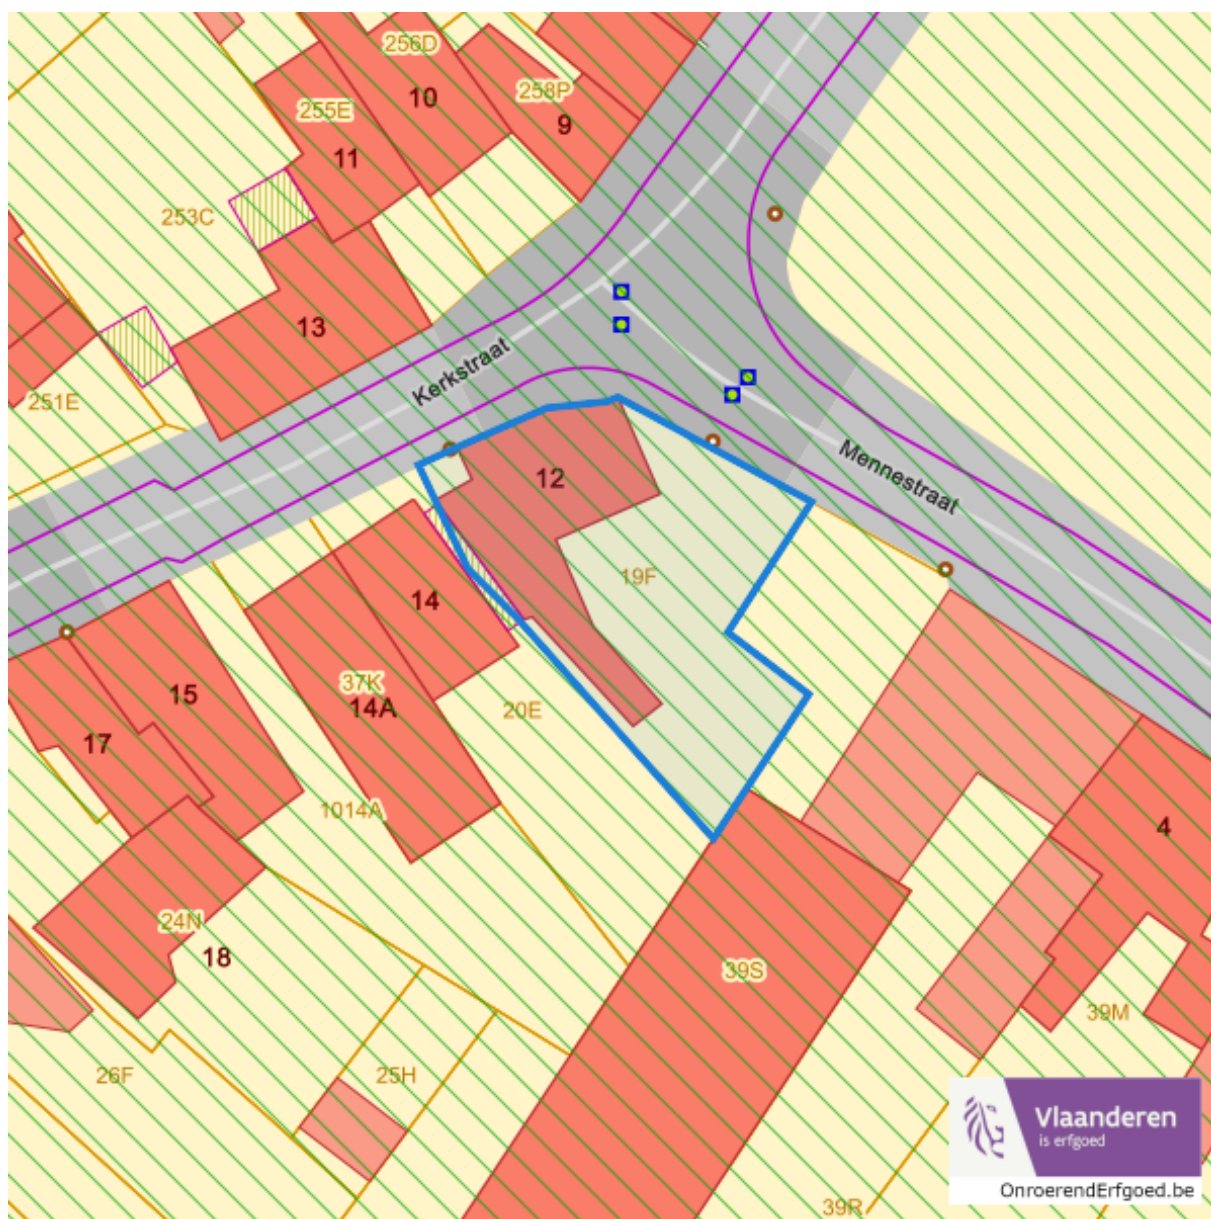 256D
10
258P
9
255E
11
253C
13
251E
Kerkstraat
Mennestraat
12
19F
14
37K
14A
20E
15
17
1014A
4
24N
18
39S
39M
26F
25H
39R
Vlaanderen
is erfgoed
OnroerendErfgoed.be